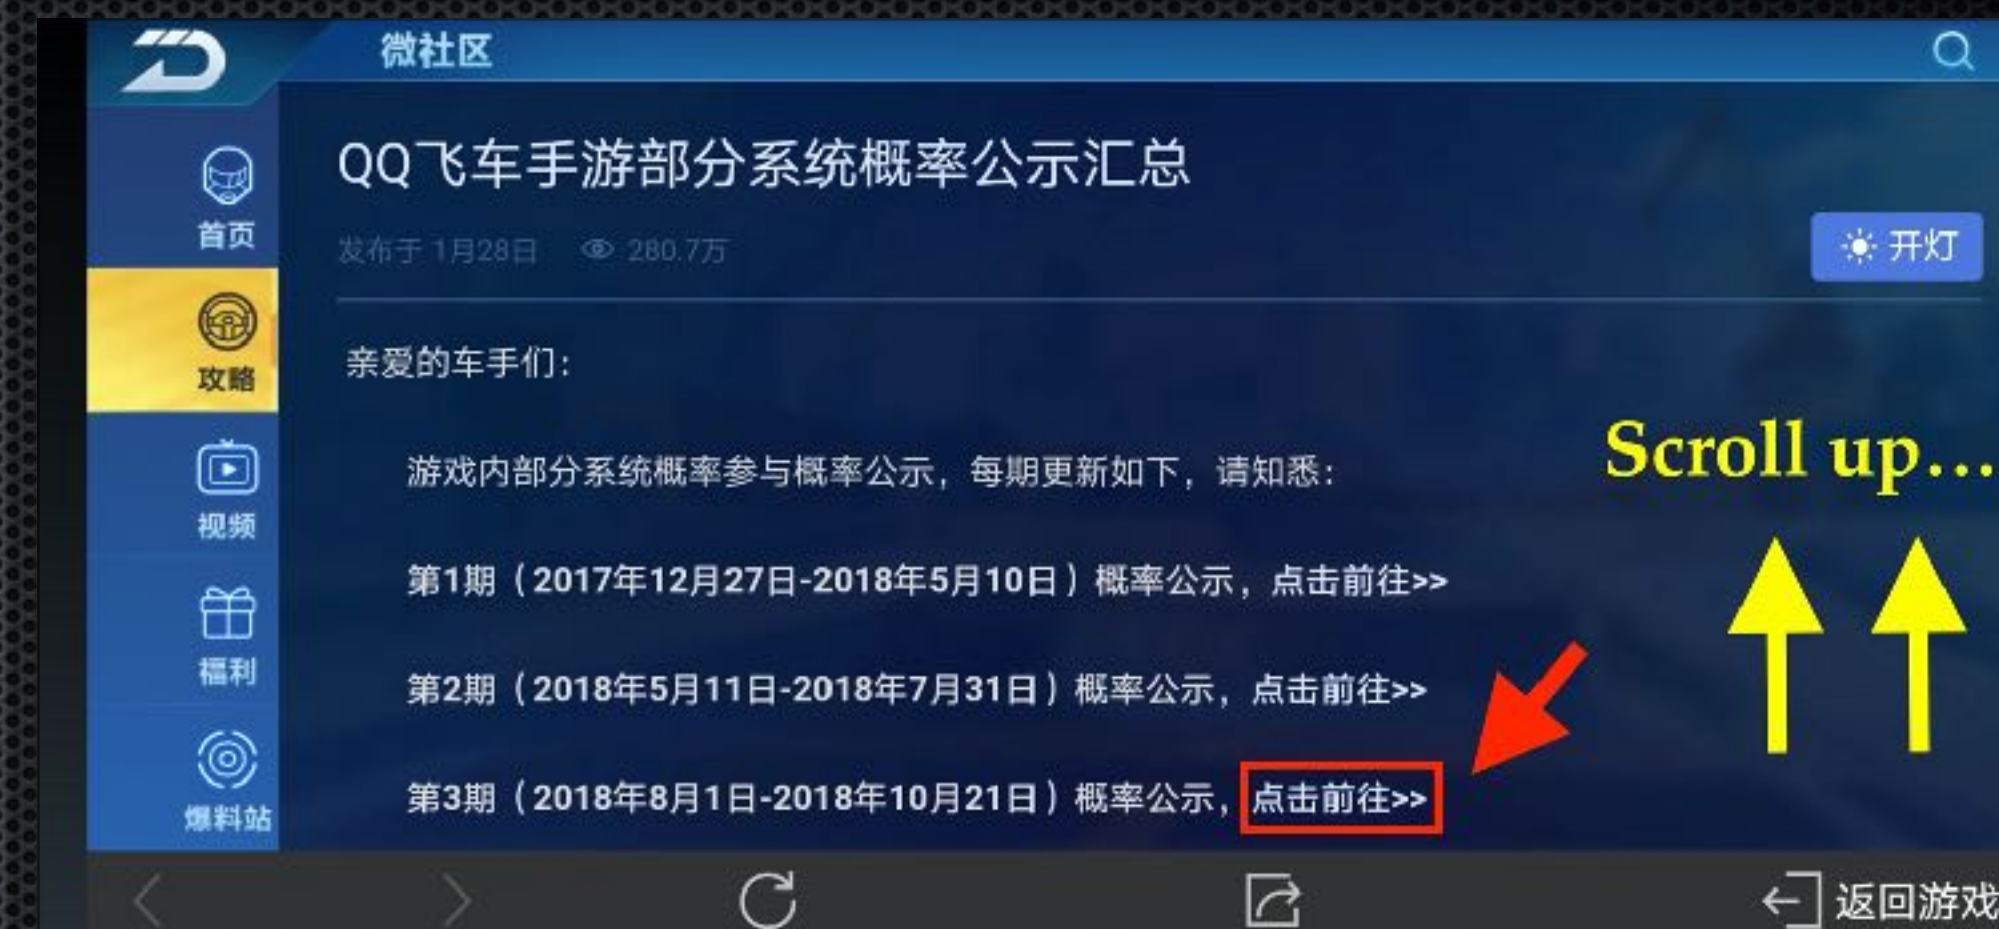 微社区
QQ飞车手游部分系统概率公示汇总
首页
发布于 1月28日 280.7万
开灯
攻略
亲爱的车手们：
游戏内部分系统概率参与概率公示，每期更新如下，请知悉：
Scroll up...
视频
第1期（2017年12月27日-2018年5月10日）概率公示，点击前往>>
福利
第2期（2018年5月11日-2018年7月31日）概率公示，点击前往>>
爆料站
第3期（2018年8月1日-2018年10月21日）概率公示，点击前往>>
返回游戏